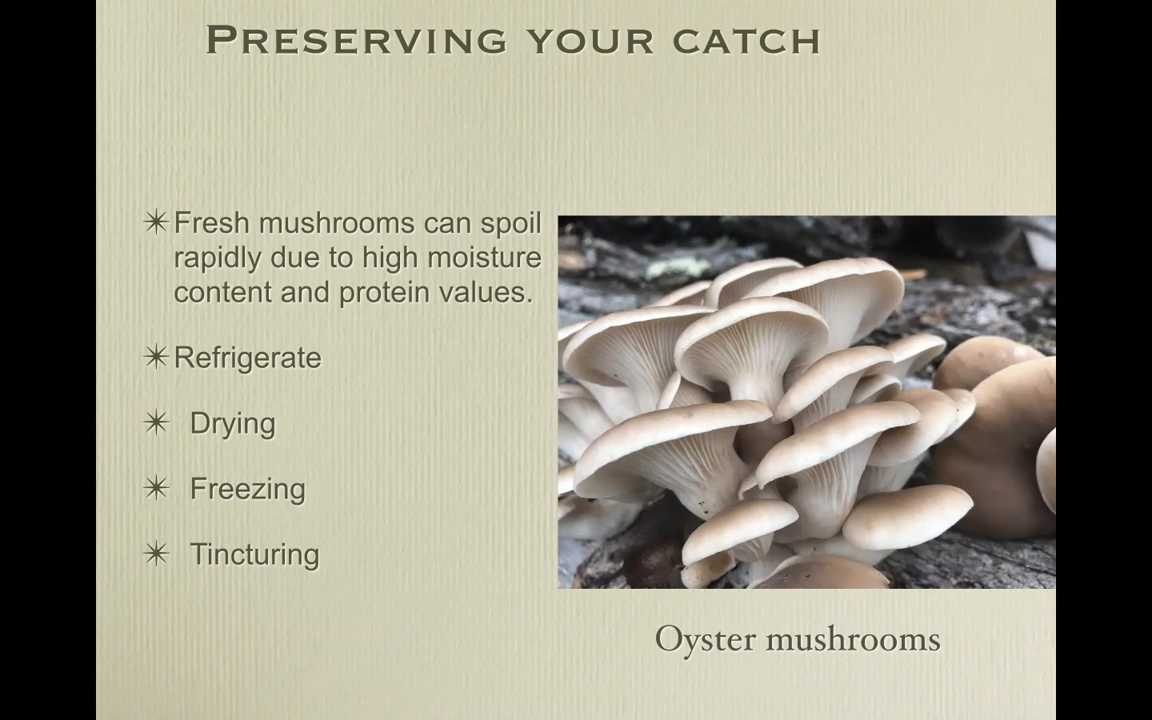 Preserving your catch
Fresh mushrooms can spoil
rapidly due to high moisture
content and protein values.
Refrigerate
Drying
Freezing
Tincturing
Oyster mushrooms